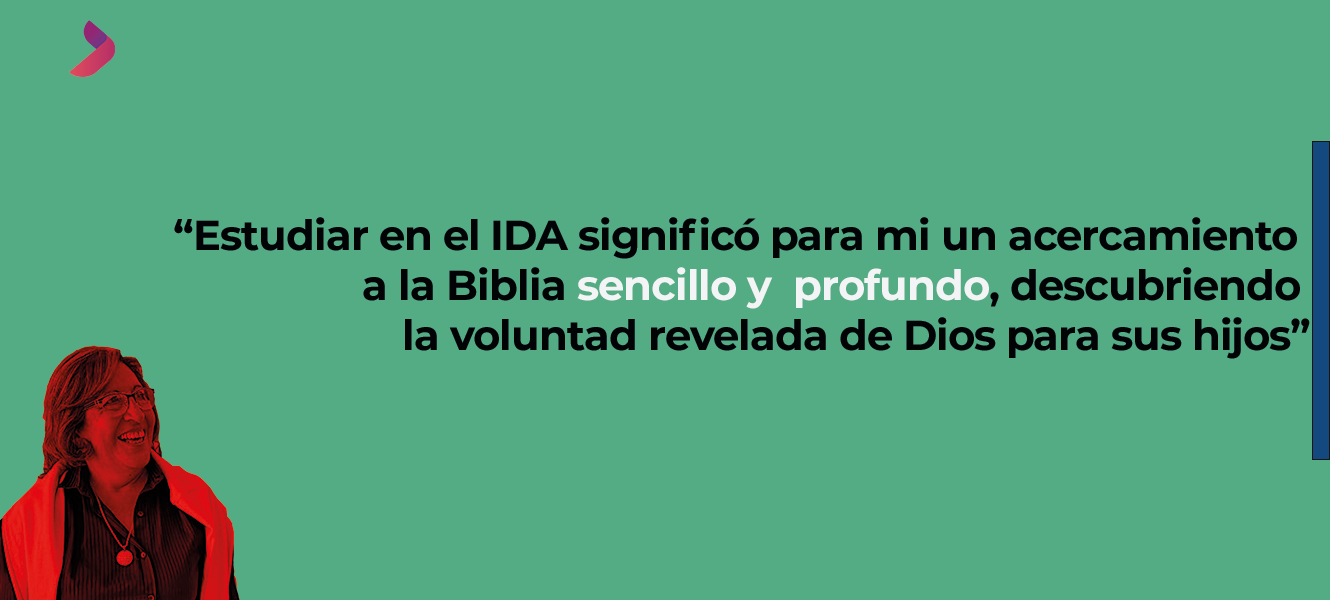 “Estudiar en el IDA significó para mi un acercamiento
a la Biblia sencillo y  profundo, descubriendo
la voluntad revelada de Dios para sus hijos”